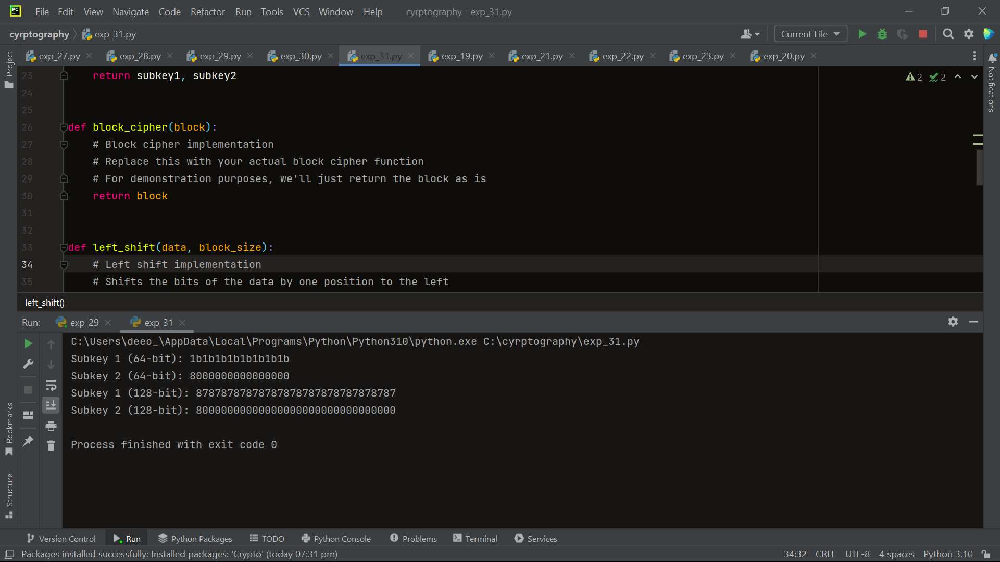 PC File Edit View Navigate Code Refactor Run Tools VCS Window Help cyrptography - exp_31.py
cyrptography exp_31.py Current File
exp_27.py exp_28.py exp_29.py exp_30.py exp_31.py exp_19.py exp_21.py exp_22.py exp_23.py exp_20.py
Project
Notifications
2 2
23 return subkey1, subkey2
24
25
26 def block_cipher(block):
27 # Block cipher implementation
28 # Replace this with your actual block cipher function
29 # For demonstration purposes, we'll just return the block as is
30 return block
31
32
33 def left_shift(data, block_size):
34 # Left shift implementation
35 # Shifts the bits of the data by one position to the left
left_shift()
Run: exp_29 exp_31
C:\Users\deeo_\AppData\Local\Programs\Python\Python310\python.exe C:\cyrptography\exp_31.py
Subkey 1 (64-bit): 1b1b1b1b1b1b1b1b
Subkey 2 (64-bit): 8000000000000000
Subkey 1 (128-bit): 87878787878787878787878787878787
Subkey 2 (128-bit): 80000000000000000000000000000000
Process finished with exit code 0
Bookmarks
Structure
Version Control Run Python Packages TODO Python Console Problems Terminal Services
Packages installed successfully: Installed packages: 'Crypto' (today 07:31 pm) 34:32 CRLF UTF-8 4 spaces Python 3.10